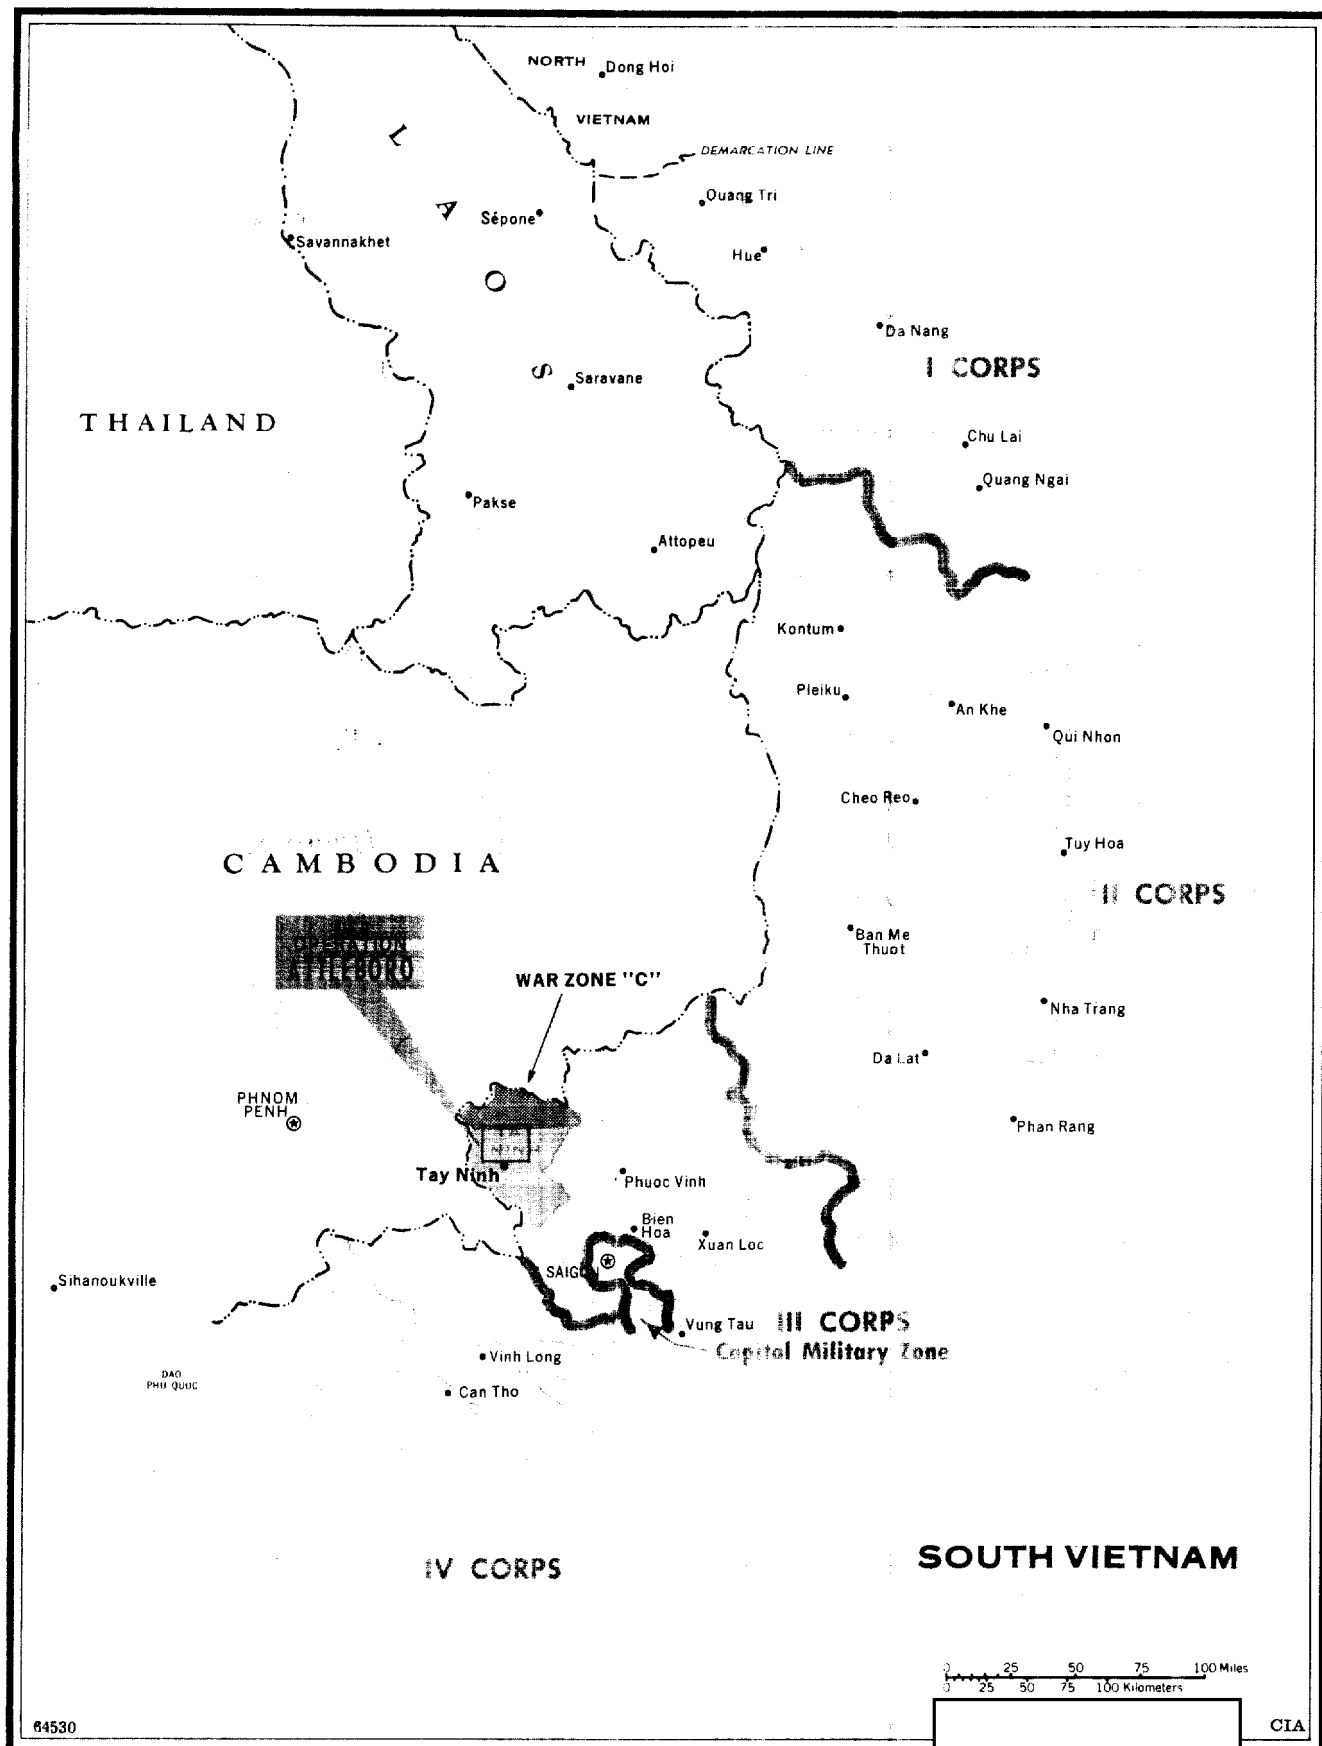 NORTH
Dong Hoi
VIETNAM
DEMARCATION LINE
L A O S
Quang Tri
Sépone
Savannakhet
Hue
Da Nang
I CORPS
Saravane
THAILAND
Chu Lai
Quang Ngai
Pakse
Attopeu
Kontum
Pleiku
An Khe
Qui Nhon
Cheo Reo
Tuy Hoa
CAMBODIA
II CORPS
Ban Me
Thuot
OPERATION
ATTLEBORO
WAR ZONE "C"
Nha Trang
Da Lat
PHNOM
PENH
Phan Rang
TAY
NINH
Tay Ninh
Phuoc Vinh
Bien
Hoa
Xuan Loc
SAIGON
Sihanoukville
III CORPS
Vung Tau
Capital Military Zone
Vinh Long
DAO
PHU QUOC
Can Tho
SOUTH VIETNAM
IV CORPS
0 25 50 75 100 Miles
0 25 50 75 100 Kilometers
64530
CIA